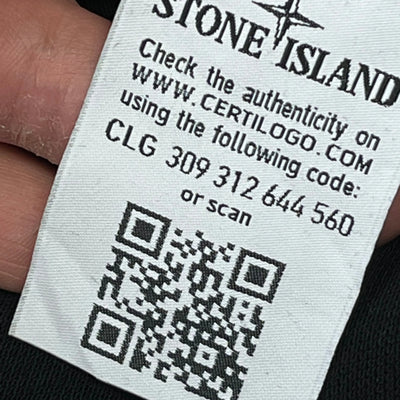 STONE ISLAND
Check the authenticity on
WWW.CERTILOGO.COM
using the following code:
CLG 309 312 644 560
or scan